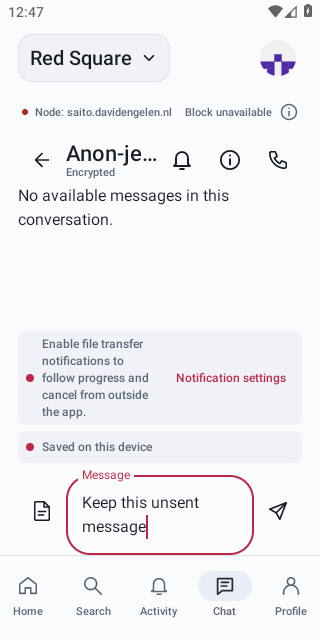 12:47
Red Square
Node: saito.davidengelen.nl Block unavailable
Anon-je...
Encrypted
No available messages in this
conversation.
Enable file transfer
notifications to
follow progress and
cancel from outside
the app.
Notification settings
Saved on this device
Message
Keep this unsent
message
Home Search Activity Chat Profile